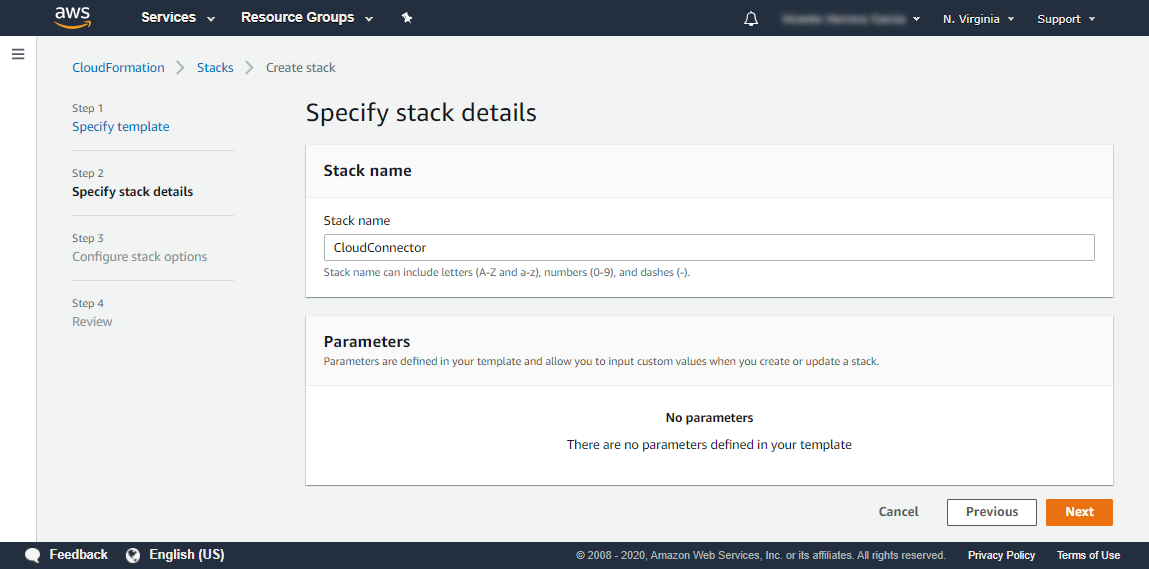 aws Services Resource Groups N. Virginia Support
CloudFormation Stacks Create stack
Step 1
Specify template
Step 2
Specify stack details
Step 3
Configure stack options
Step 4
Review
Specify stack details
Stack name
Stack name
CloudConnector
Stack name can include letters (A-Z and a-z), numbers (0-9), and dashes (-).
Parameters
Parameters are defined in your template and allow you to input custom values when you create or update a stack.
No parameters
There are no parameters defined in your template
Cancel Previous Next
Feedback English (US) © 2008 - 2020, Amazon Web Services, Inc. or its affiliates. All rights reserved. Privacy Policy Terms of Use